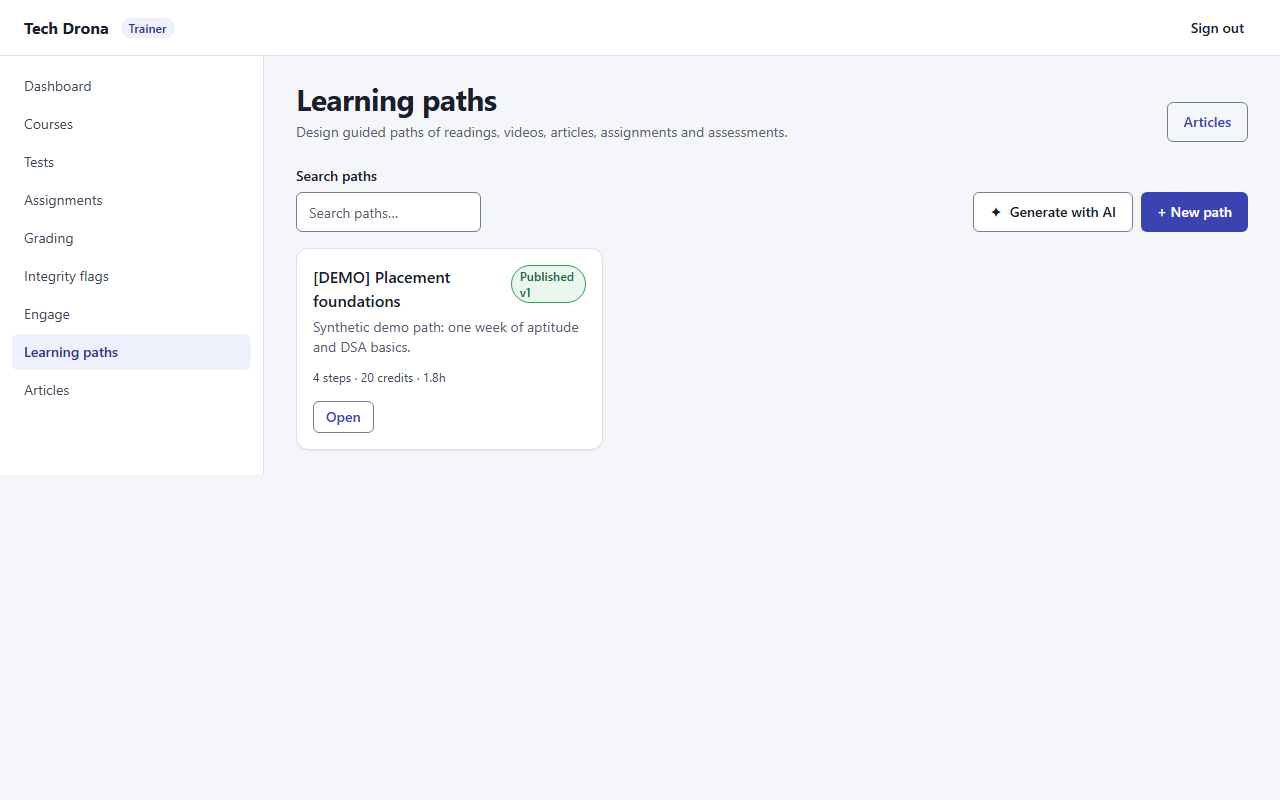 Tech Drona
Trainer
Sign out
Dashboard
Courses
Tests
Assignments
Grading
Integrity flags
Engage
Learning paths
Articles
Learning paths
Design guided paths of readings, videos, articles, assignments and assessments.
Articles
Search paths
Search paths...
✦ Generate with AI
+ New path
[DEMO] Placement
foundations
Published
v1
Synthetic demo path: one week of aptitude
and DSA basics.
4 steps · 20 credits · 1.8h
Open